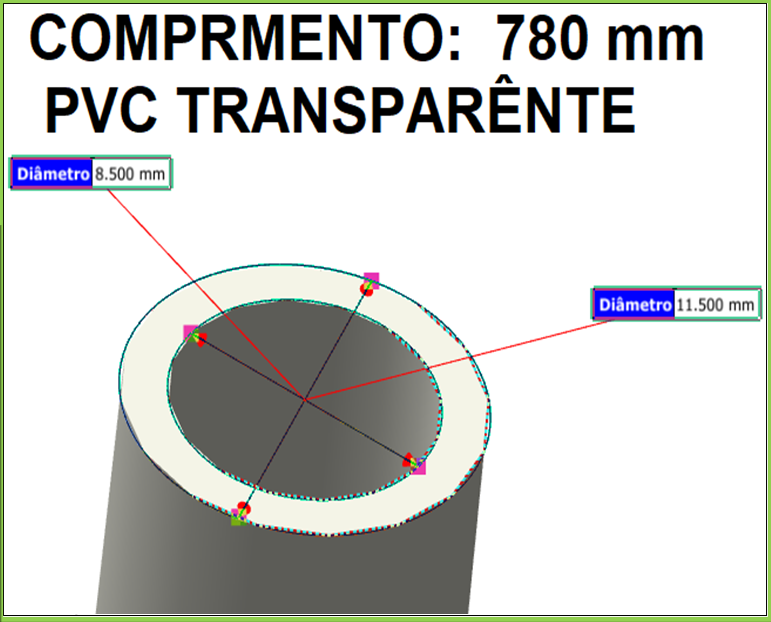 COMPRMENTO: 780 mm
PVC TRANSPARÊNTE
Diâmetro 8.500 mm
Diâmetro 11.500 mm